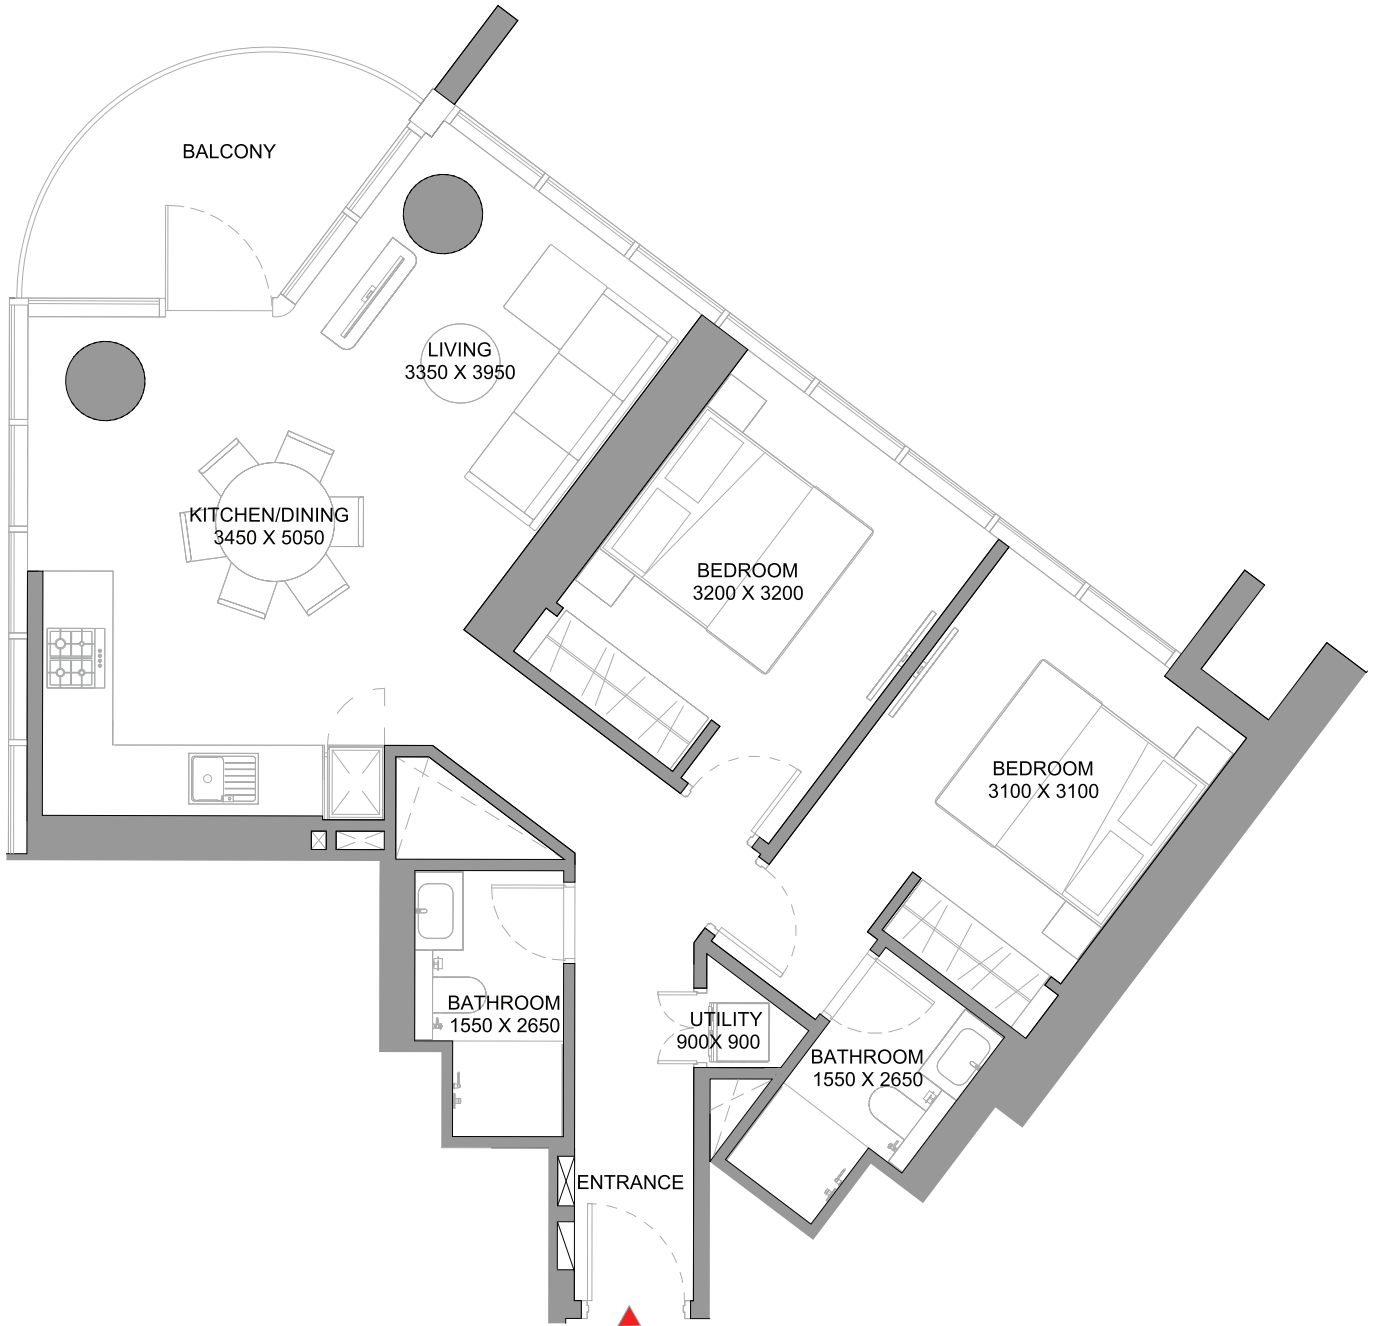 BALCONY
LIVING
3350 X 3950
KITCHEN/DINING
3450 X 5050
BEDROOM
3200 X 3200
BEDROOM
3100 X 3100
BATHROOM
1550 X 2650
UTILITY
900X 900
BATHROOM
1550 X 2650
ENTRANCE